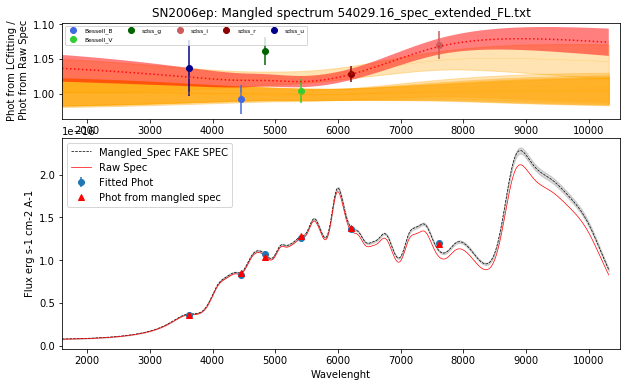 SN2006ep: Mangled spectrum 54029.16_spec_extended_FL.txt
Phot from LCfitting /
Phot from Raw Spec
1.10
1.05
1.00
Bessell_B sdss_g sdss_i sdss_r sdss_u
Bessell_V
2000 3000 4000 5000 6000 7000 8000 9000 10000
1e−16
Flux erg s-1 cm-2 A-1
2.0
1.5
1.0
0.5
0.0
Mangled_Spec FAKE SPEC
Raw Spec
Fitted Phot
Phot from mangled spec
2000 3000 4000 5000 6000 7000 8000 9000 10000
Wavelenght